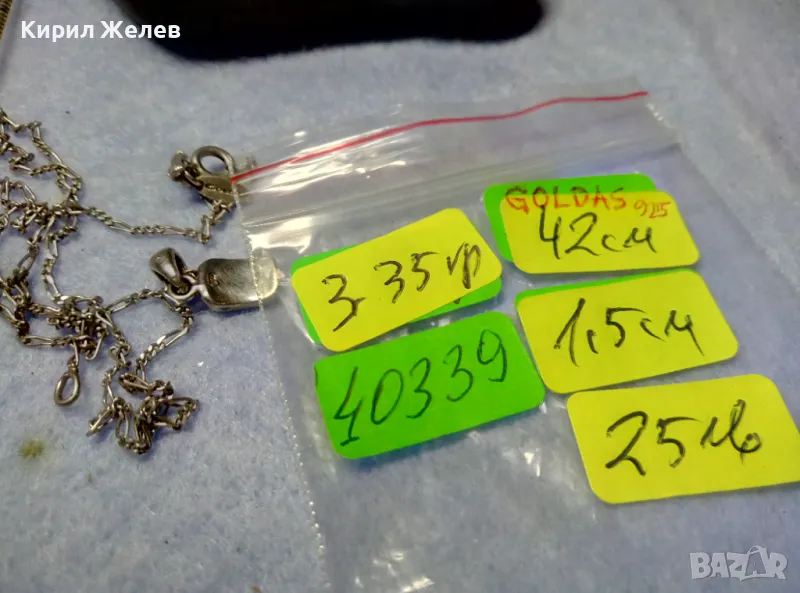 Кирил Желев
GOLDAS 925
42см
3.35гр
1,5см
40339
25лв
BAZAR